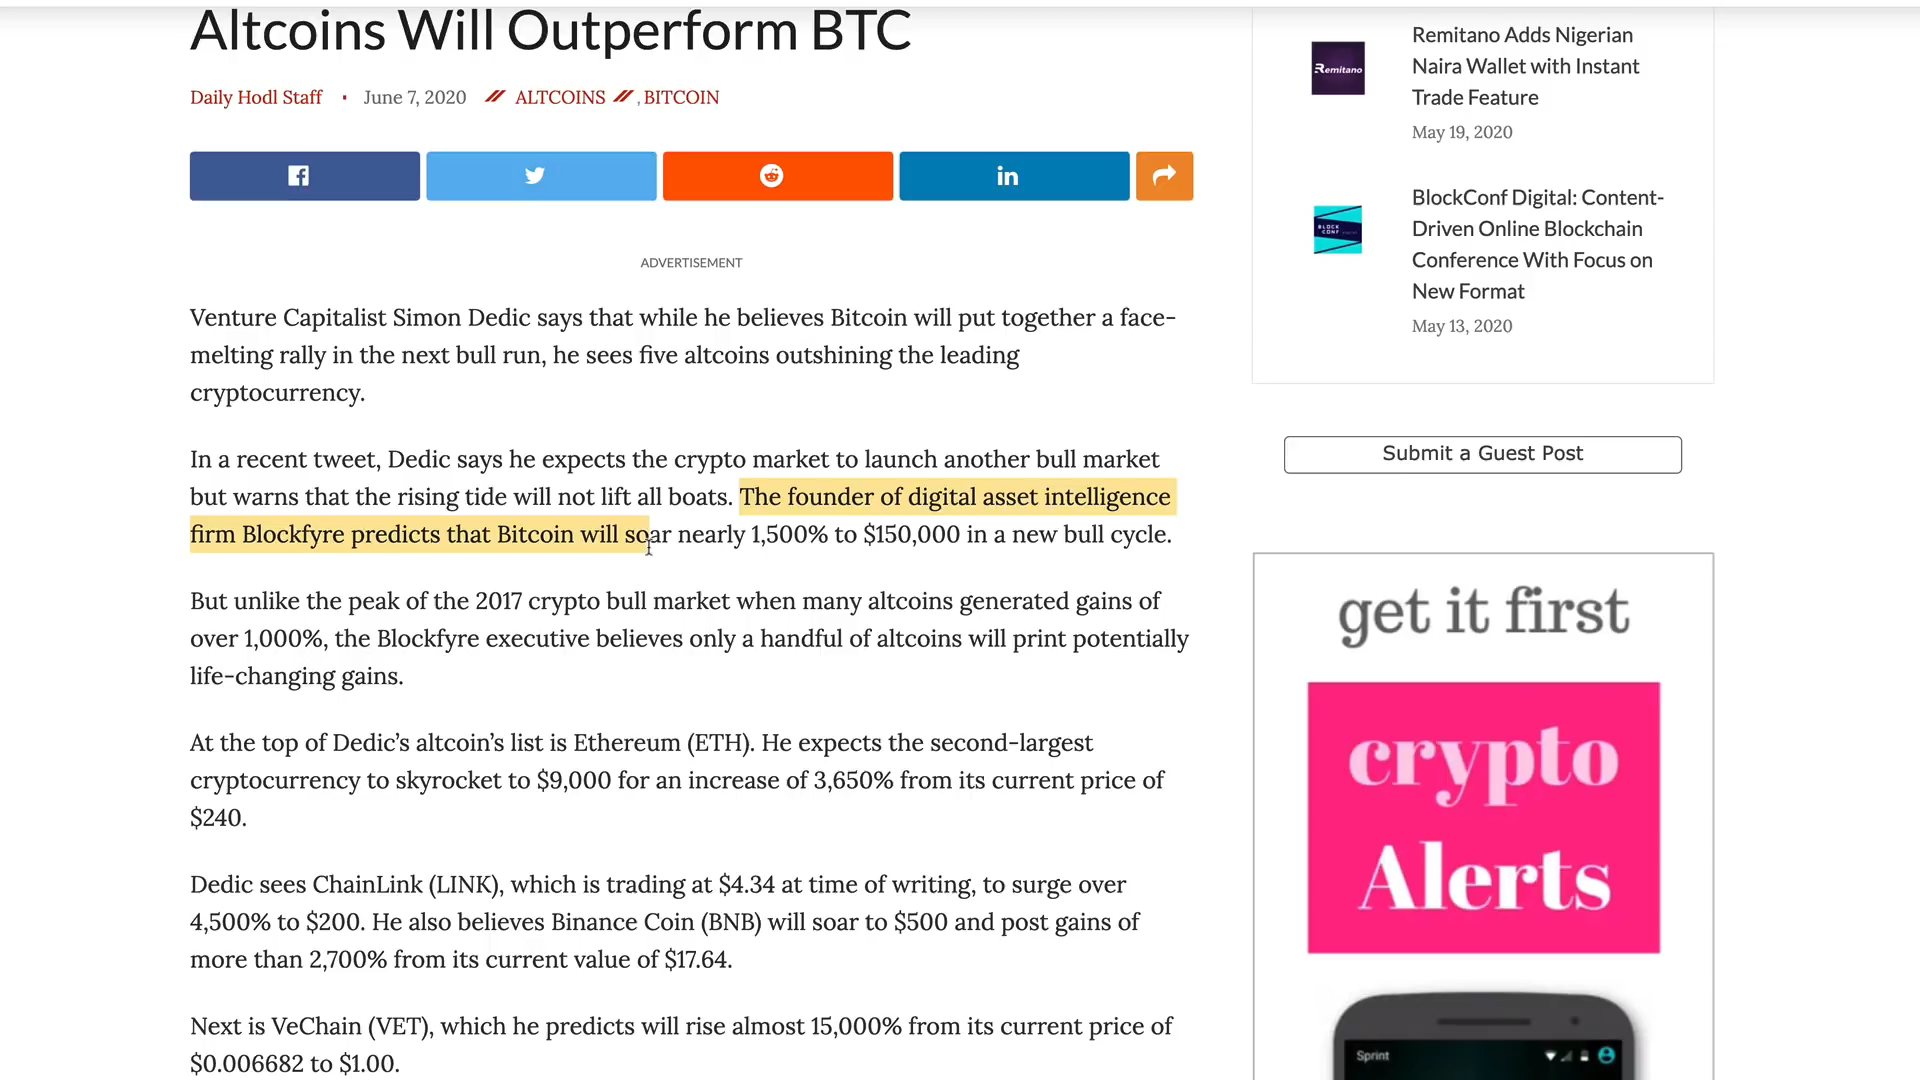 Altcoins Will Outperform BTC
Daily Hodl Staff · June 7, 2020 // ALTCOINS // , BITCOIN
ADVERTISEMENT
Venture Capitalist Simon Dedic says that while he believes Bitcoin will put together a face-
melting rally in the next bull run, he sees five altcoins outshining the leading
cryptocurrency.
In a recent tweet, Dedic says he expects the crypto market to launch another bull market
but warns that the rising tide will not lift all boats. The founder of digital asset intelligence
firm Blockfyre predicts that Bitcoin will soar nearly 1,500% to $150,000 in a new bull cycle.
But unlike the peak of the 2017 crypto bull market when many altcoins generated gains of
over 1,000%, the Blockfyre executive believes only a handful of altcoins will print potentially
life-changing gains.
At the top of Dedic's altcoin's list is Ethereum (ETH). He expects the second-largest
cryptocurrency to skyrocket to $9,000 for an increase of 3,650% from its current price of
$240.
Dedic sees ChainLink (LINK), which is trading at $4.34 at time of writing, to surge over
4,500% to $200. He also believes Binance Coin (BNB) will soar to $500 and post gains of
more than 2,700% from its current value of $17.64.
Next is VeChain (VET), which he predicts will rise almost 15,000% from its current price of
$0.006682 to $1.00.
Remitano
Remitano Adds Nigerian
Naira Wallet with Instant
Trade Feature
May 19, 2020
BLOCK
CONF
BlockConf Digital: Content-
Driven Online Blockchain
Conference With Focus on
New Format
May 13, 2020
Submit a Guest Post
get it first
crypto
Alerts
Sprint